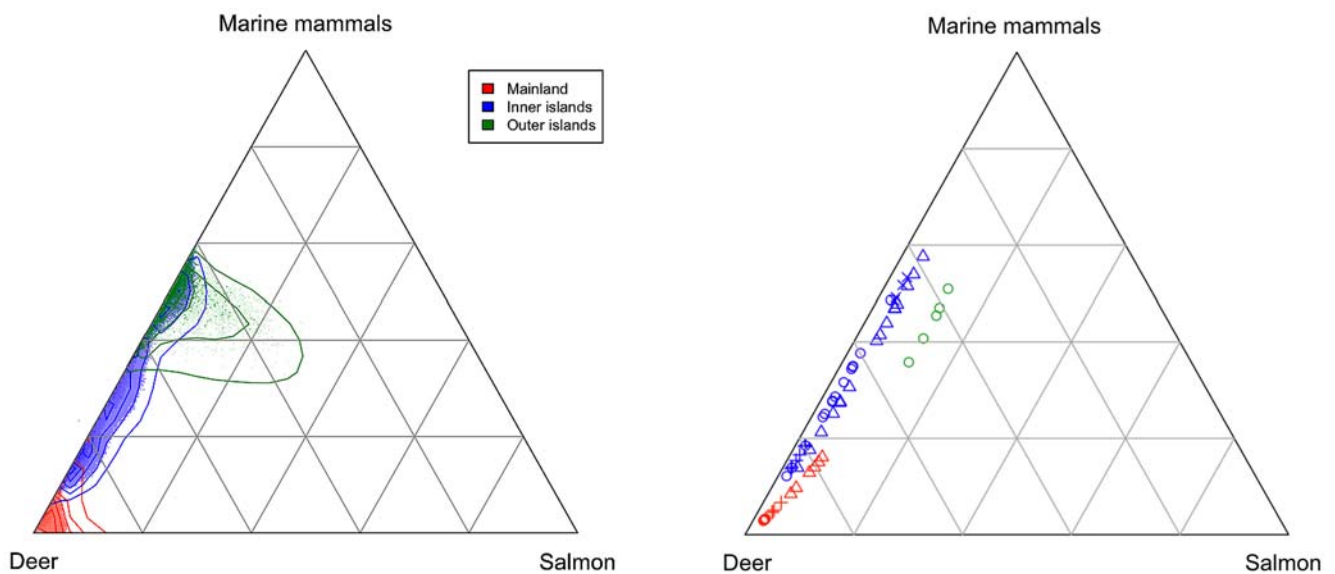 Marine mammals
Mainland
Inner islands
Outer islands
Deer
Salmon
Marine mammals
Deer
Salmon